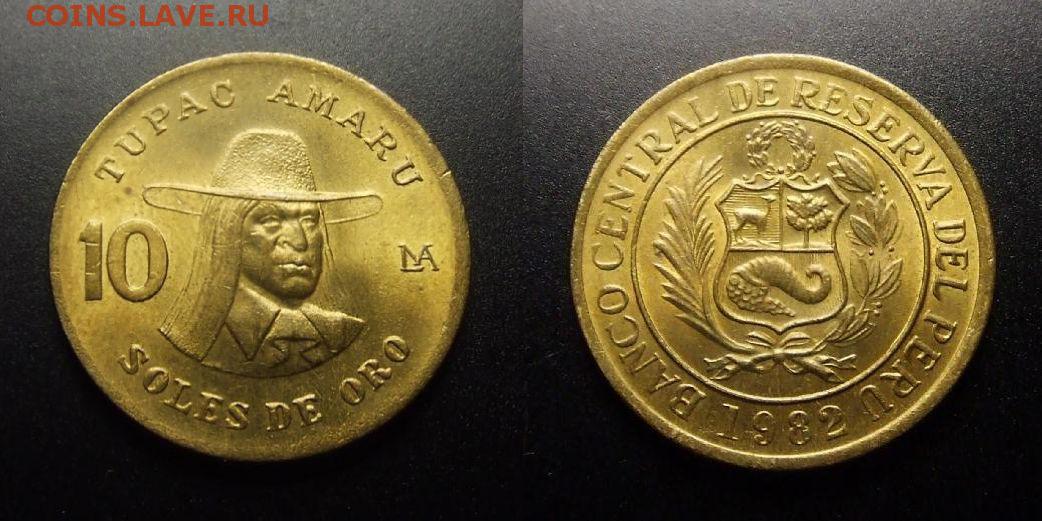 COINS.LAVE.RU
TUPAC AMARU
10
LMA
SOLES DE ORO
BANCO CENTRAL DE RESERVA DEL PERU
1982